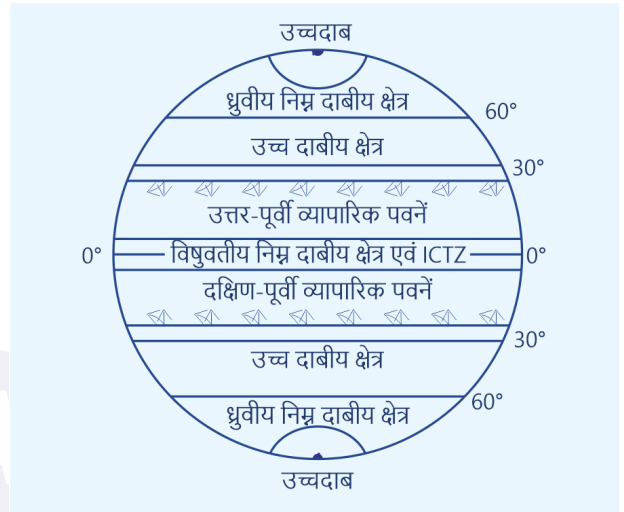 उच्चदाब
ध्रुवीय निम्न दाबीय क्षेत्र
60°
उच्च दाबीय क्षेत्र
30°
उत्तर-पूर्वी व्यापारिक पवनें
0° विषुवतीय निम्न दाबीय क्षेत्र एवं ICTZ 0°
दक्षिण-पूर्वी व्यापारिक पवनें
30°
उच्च दाबीय क्षेत्र
60°
ध्रुवीय निम्न दाबीय क्षेत्र
उच्चदाब